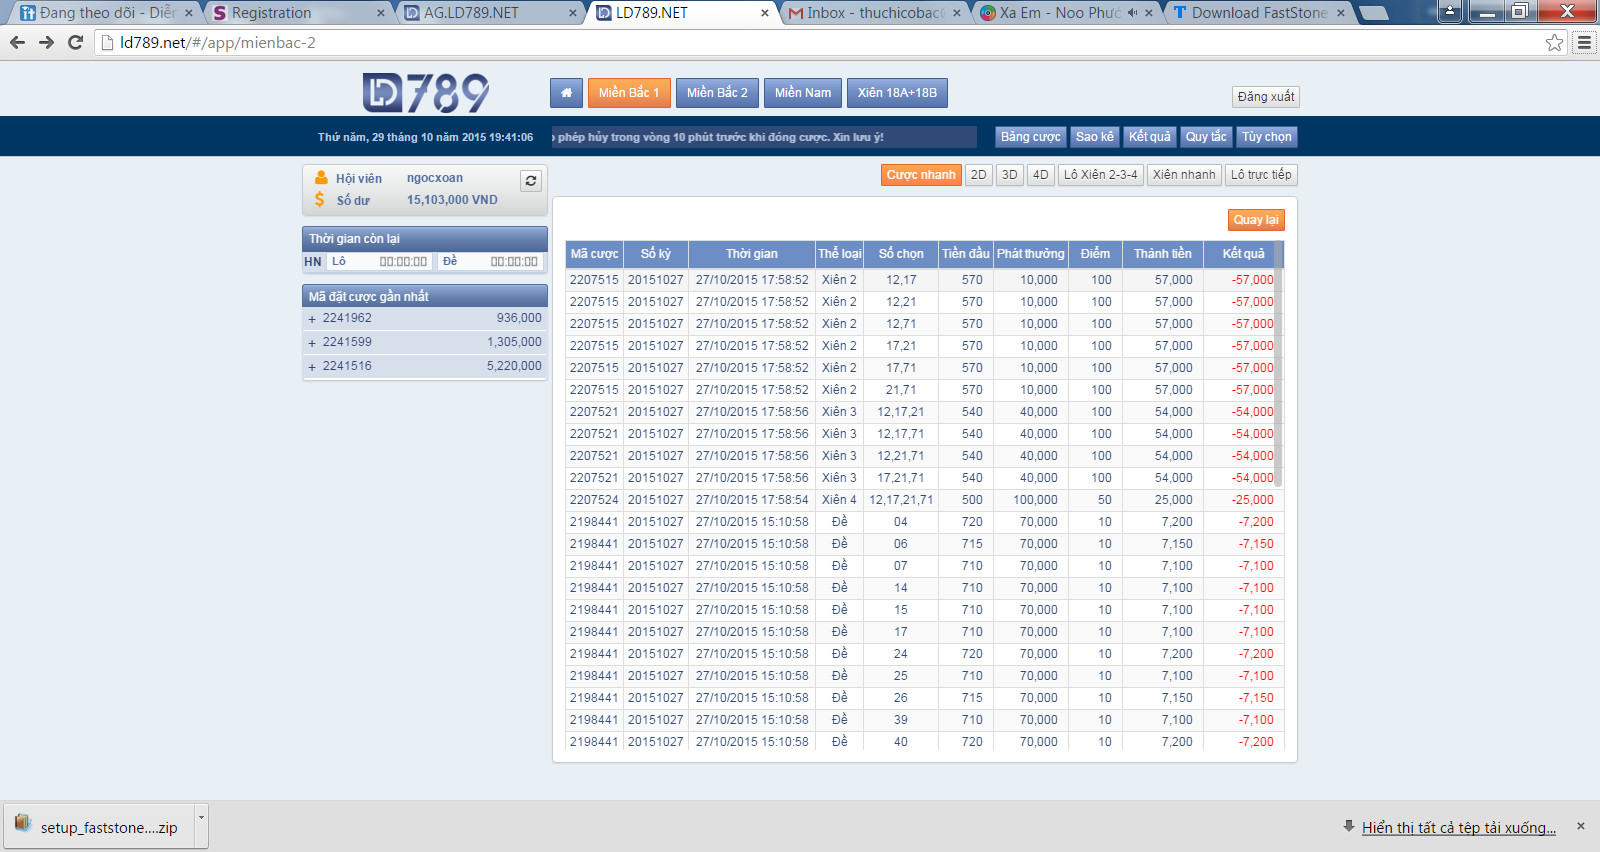 Đang theo dõi - Diễn
Registration
AG.LD789.NET
LD789.NET
Inbox - thuchicobac@
Xa Em - Noo Phướ
Download FastStone
ld789.net/#/app/mienbac-2
LD789
Miền Bắc 1 Miền Bắc 2 Miền Nam Xiên 18A+18B
Đăng xuất
Thứ năm, 29 tháng 10 năm 2015 19:41:06
phép hủy trong vòng 10 phút trước khi đóng cược. Xin lưu ý!
Bảng cược Sao kê Kết quả Quy tắc Tùy chọn
Hội viên ngocxoan
Số dư 15,103,000 VND
Thời gian còn lại
HN Lô 00:00:00 Đề 00:00:00
Mã đặt cược gần nhất
+ 2241962 936,000
+ 2241599 1,305,000
+ 2241516 5,220,000
Cược nhanh 2D 3D 4D Lô Xiên 2-3-4 Xiên nhanh Lô trực tiếp
Quay lại
Mã cược Số kỳ Thời gian Thể loại Số chọn Tiền đầu Phát thưởng Điểm Thành tiền Kết quả
2207515 20151027 27/10/2015 17:58:52 Xiên 2 12,17 570 10,000 100 57,000 -57,000
2207515 20151027 27/10/2015 17:58:52 Xiên 2 12,21 570 10,000 100 57,000 -57,000
2207515 20151027 27/10/2015 17:58:52 Xiên 2 12,71 570 10,000 100 57,000 -57,000
2207515 20151027 27/10/2015 17:58:52 Xiên 2 17,21 570 10,000 100 57,000 -57,000
2207515 20151027 27/10/2015 17:58:52 Xiên 2 17,71 570 10,000 100 57,000 -57,000
2207515 20151027 27/10/2015 17:58:52 Xiên 2 21,71 570 10,000 100 57,000 -57,000
2207521 20151027 27/10/2015 17:58:56 Xiên 3 12,17,21 540 40,000 100 54,000 -54,000
2207521 20151027 27/10/2015 17:58:56 Xiên 3 12,17,71 540 40,000 100 54,000 -54,000
2207521 20151027 27/10/2015 17:58:56 Xiên 3 12,21,71 540 40,000 100 54,000 -54,000
2207521 20151027 27/10/2015 17:58:56 Xiên 3 17,21,71 540 40,000 100 54,000 -54,000
2207524 20151027 27/10/2015 17:58:54 Xiên 4 12,17,21,71 500 100,000 50 25,000 -25,000
2198441 20151027 27/10/2015 15:10:58 Đề 04 720 70,000 10 7,200 -7,200
2198441 20151027 27/10/2015 15:10:58 Đề 06 715 70,000 10 7,150 -7,150
2198441 20151027 27/10/2015 15:10:58 Đề 07 710 70,000 10 7,100 -7,100
2198441 20151027 27/10/2015 15:10:58 Đề 14 710 70,000 10 7,100 -7,100
2198441 20151027 27/10/2015 15:10:58 Đề 15 710 70,000 10 7,100 -7,100
2198441 20151027 27/10/2015 15:10:58 Đề 17 710 70,000 10 7,100 -7,100
2198441 20151027 27/10/2015 15:10:58 Đề 24 720 70,000 10 7,200 -7,200
2198441 20151027 27/10/2015 15:10:58 Đề 25 710 70,000 10 7,100 -7,100
2198441 20151027 27/10/2015 15:10:58 Đề 26 715 70,000 10 7,150 -7,150
2198441 20151027 27/10/2015 15:10:58 Đề 39 710 70,000 10 7,100 -7,100
2198441 20151027 27/10/2015 15:10:58 Đề 40 720 70,000 10 7,200 -7,200
setup_faststone....zip
Hiển thị tất cả tệp tải xuống...